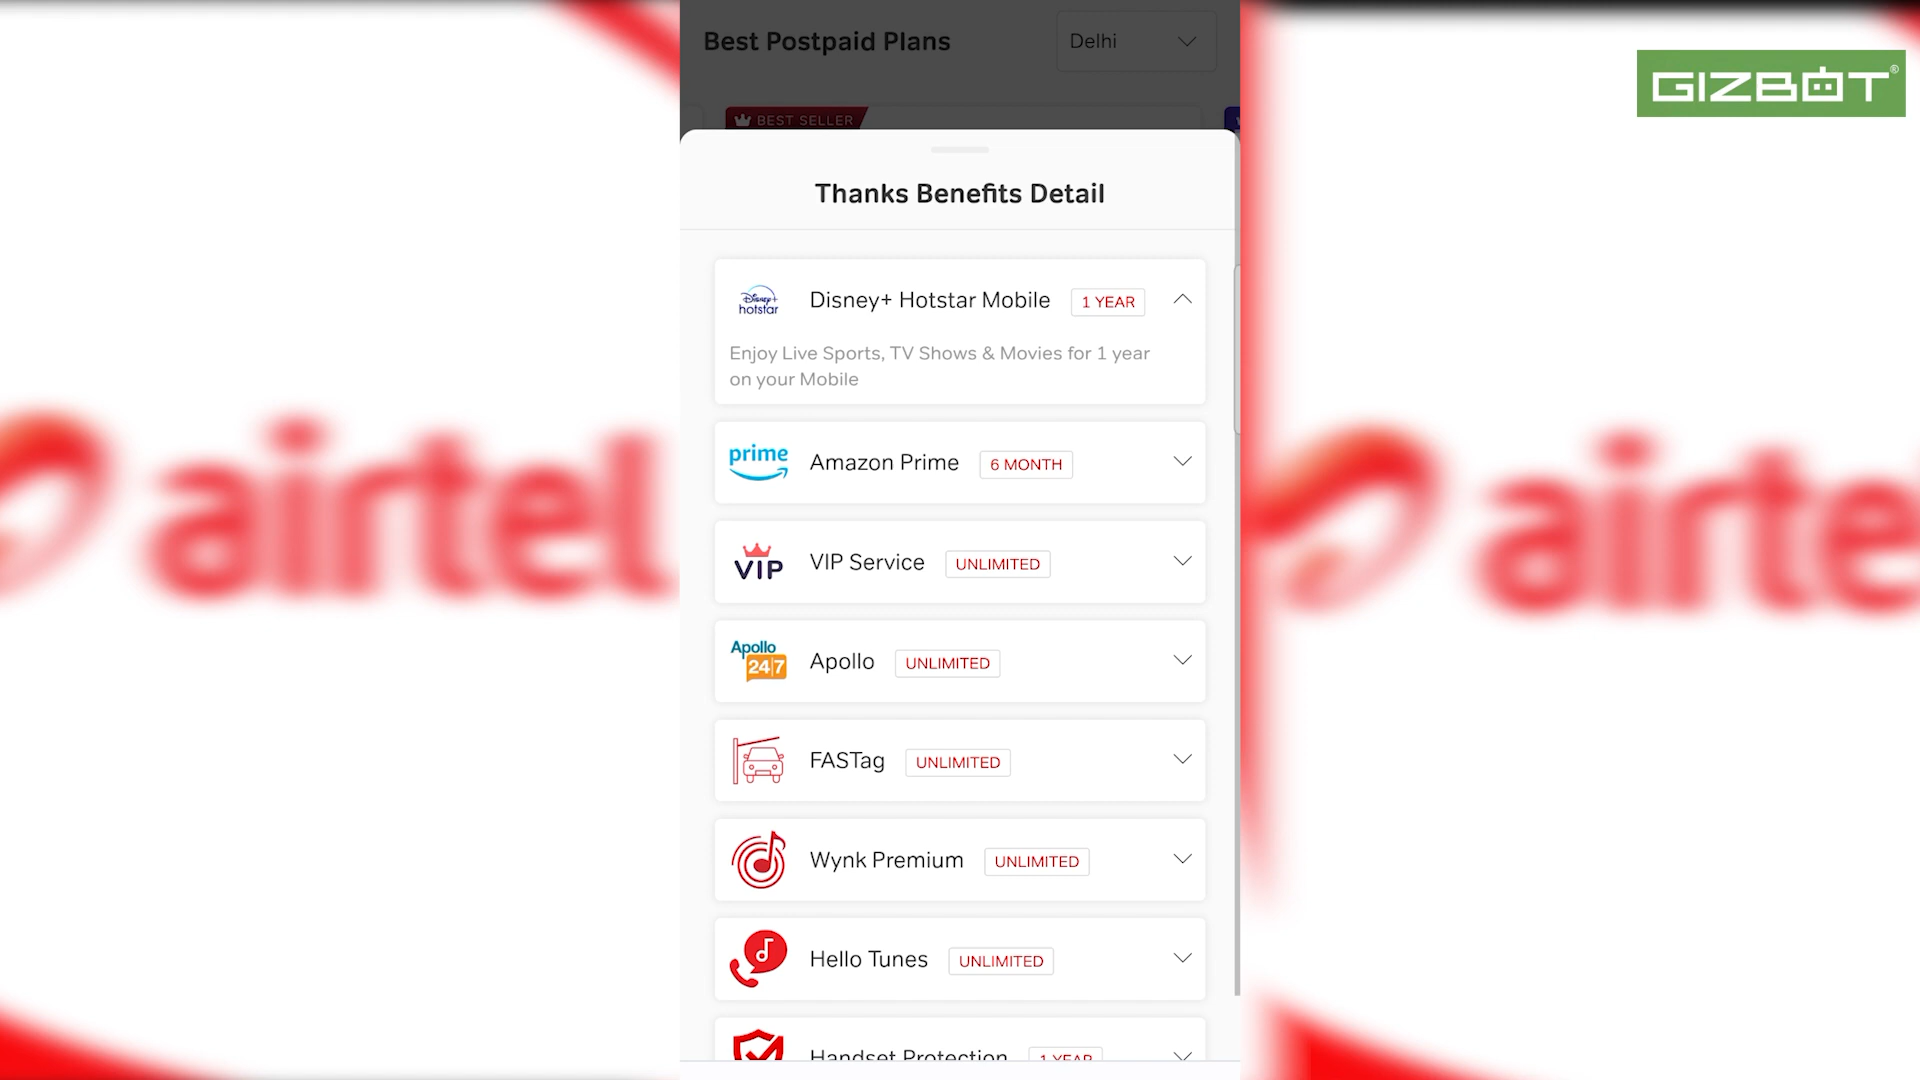 Best Postpaid Plans
Delhi
GIZBOT®
BEST SELLER
Thanks Benefits Detail
Disney+ hotstar
Disney+ Hotstar Mobile
1 YEAR
Enjoy Live Sports, TV Shows & Movies for 1 year
on your Mobile
prime
Amazon Prime
6 MONTH
airtel
airtel
VIP
VIP Service
UNLIMITED
Apollo
24|7
Apollo
UNLIMITED
FASTag
UNLIMITED
Wynk Premium
UNLIMITED
Hello Tunes
UNLIMITED
Handset Protection
1 YEAR